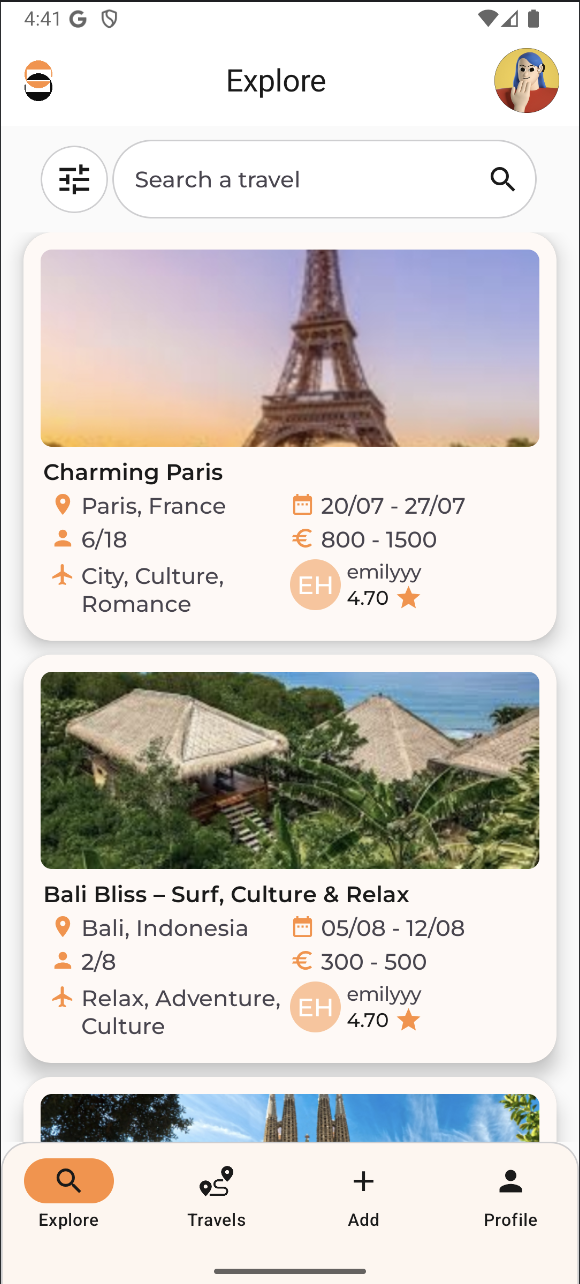 4:41
Explore
Search a travel
Charming Paris
Paris, France
20/07 - 27/07
6/18
€ 800 - 1500
City, Culture,
Romance
EH
emilyyy
4.70
Bali Bliss – Surf, Culture & Relax
Bali, Indonesia
05/08 - 12/08
2/8
€ 300 - 500
Relax, Adventure,
Culture
EH
emilyyy
4.70
Explore
Travels
Add
Profile